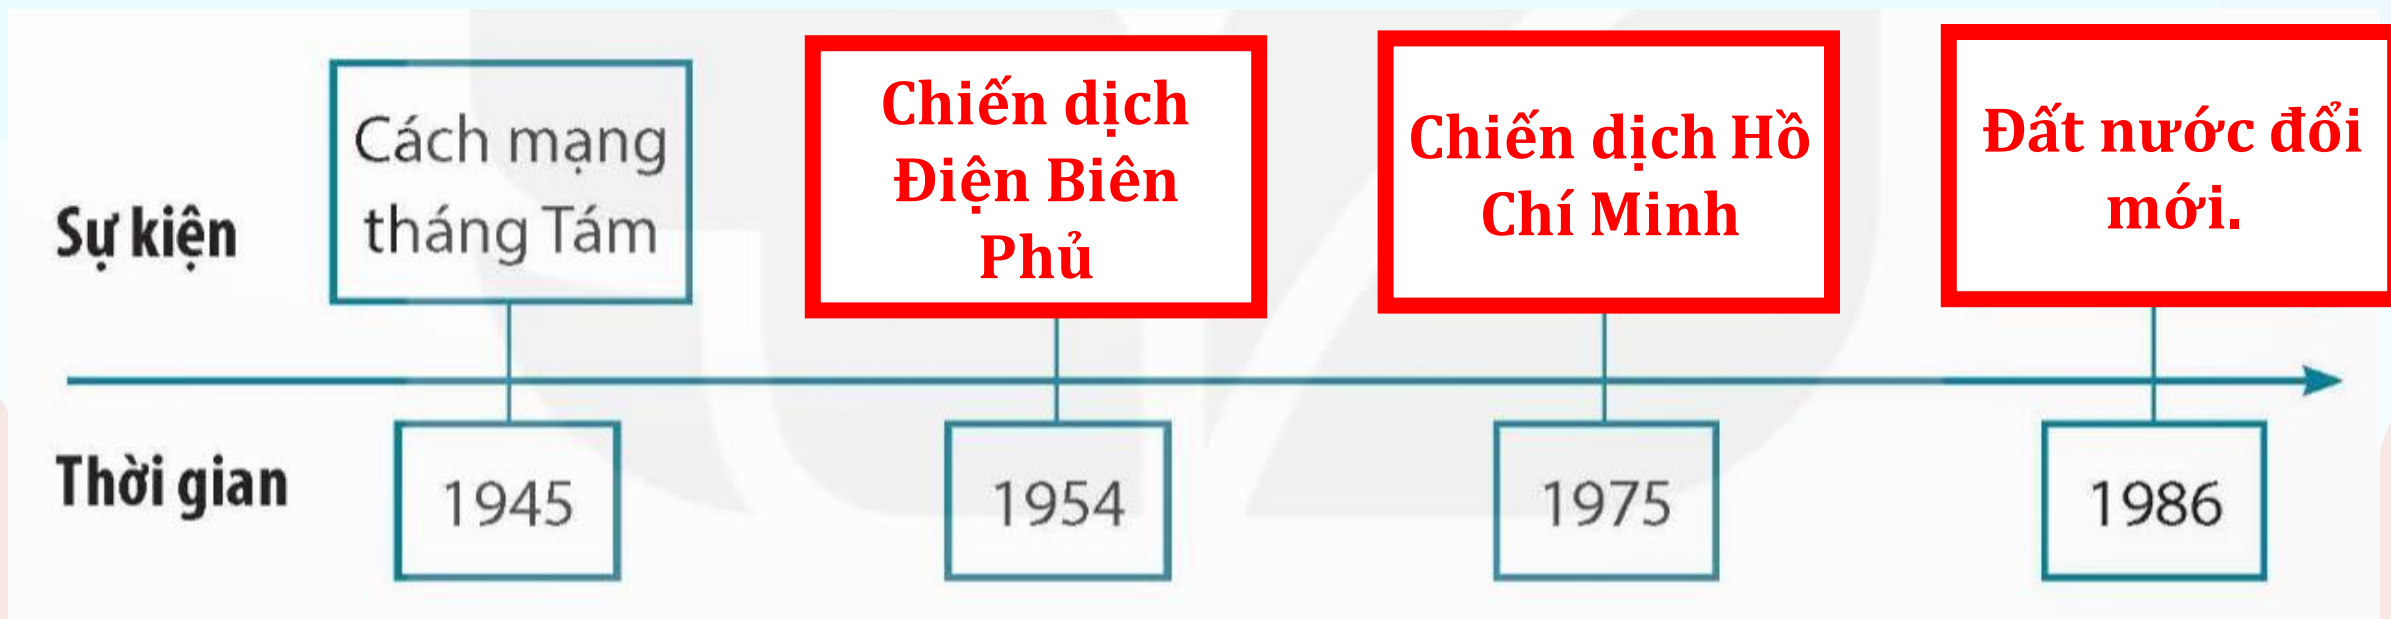 Sự kiện
Cách mạng
tháng Tám
Chiến dịch
Điện Biên
Phủ
Chiến dịch Hồ
Chí Minh
Đất nước đổi
mới.
Thời gian
1945
1954
1975
1986